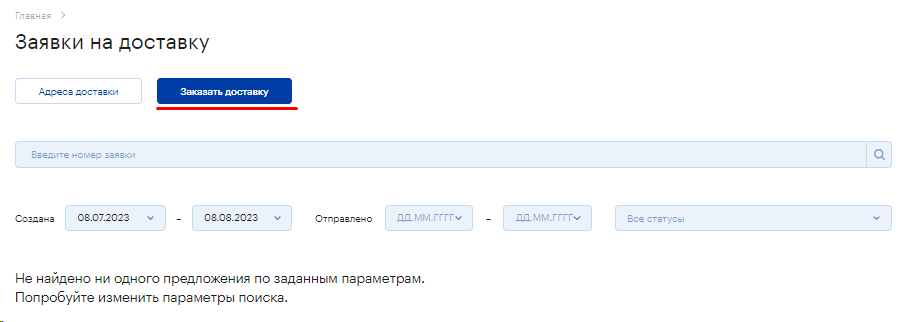 Главная
Заявки на доставку
Адреса доставки
Заказать доставку
Введите номер заявки
Создана 08.07.2023 – 08.08.2023 Отправлено ДД.ММ.ГГГГ – ДД.ММ.ГГГГ Все статусы
Не найдено ни одного предложения по заданным параметрам.
Попробуйте изменить параметры поиска.